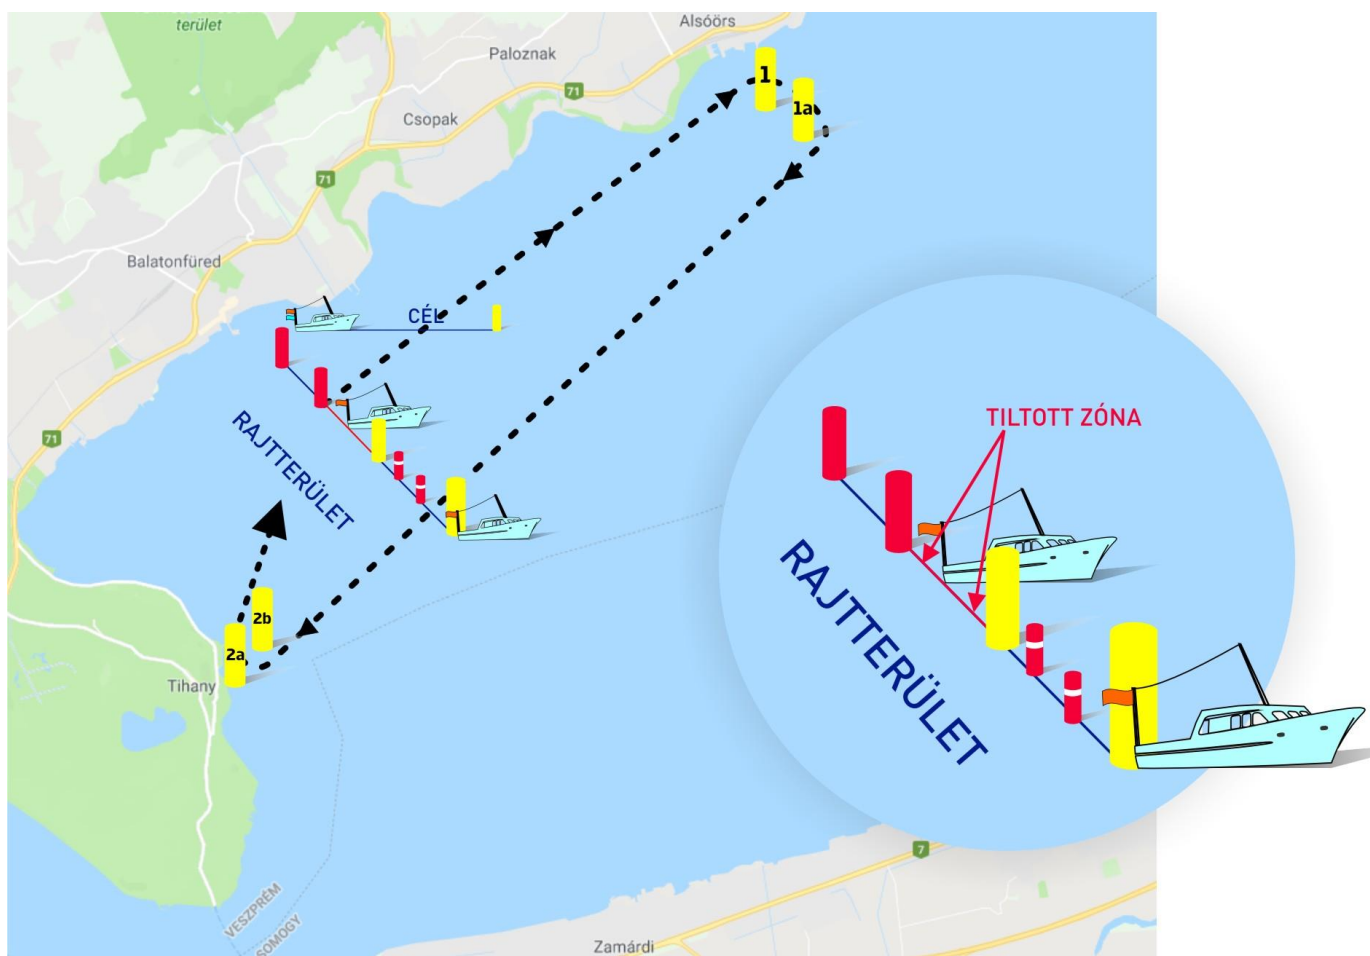 terület
Alsóörs
Paloznak
71
Csopak
1
1a
71
Balatonfüred
CÉL
71
RAJTTERÜLET
TILTOTT ZÓNA
RAJTTERÜLET
2b
2a
Tihany
7
VESZPRÉM
SOMOGY
Zamárdi